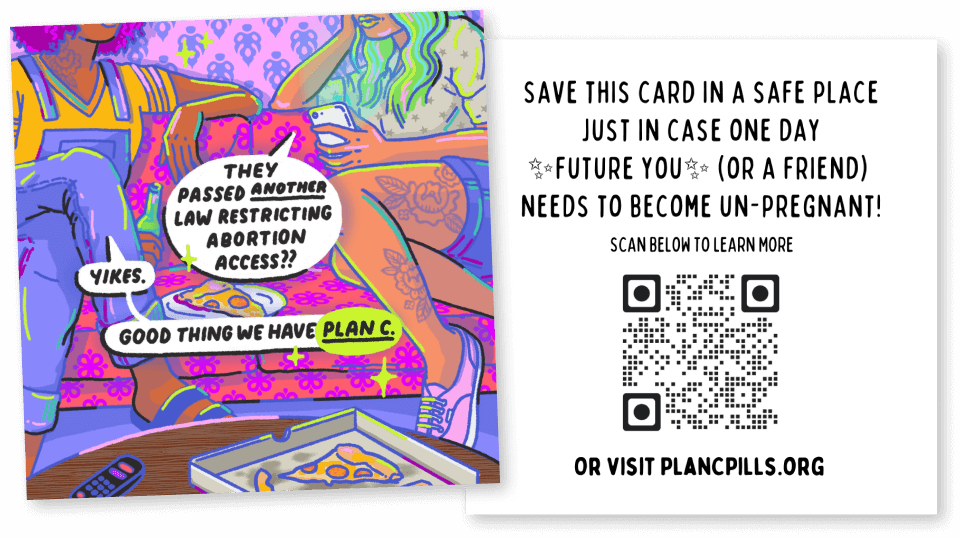 THEY
PASSED ANOTHER
LAW RESTRICTING
ABORTION
ACCESS??
YIKES.
GOOD THING WE HAVE PLAN C.
SAVE THIS CARD IN A SAFE PLACE
JUST IN CASE ONE DAY
✨FUTURE YOU✨ (OR A FRIEND)
NEEDS TO BECOME UN-PREGNANT!
SCAN BELOW TO LEARN MORE
OR VISIT PLANCPILLS.ORG